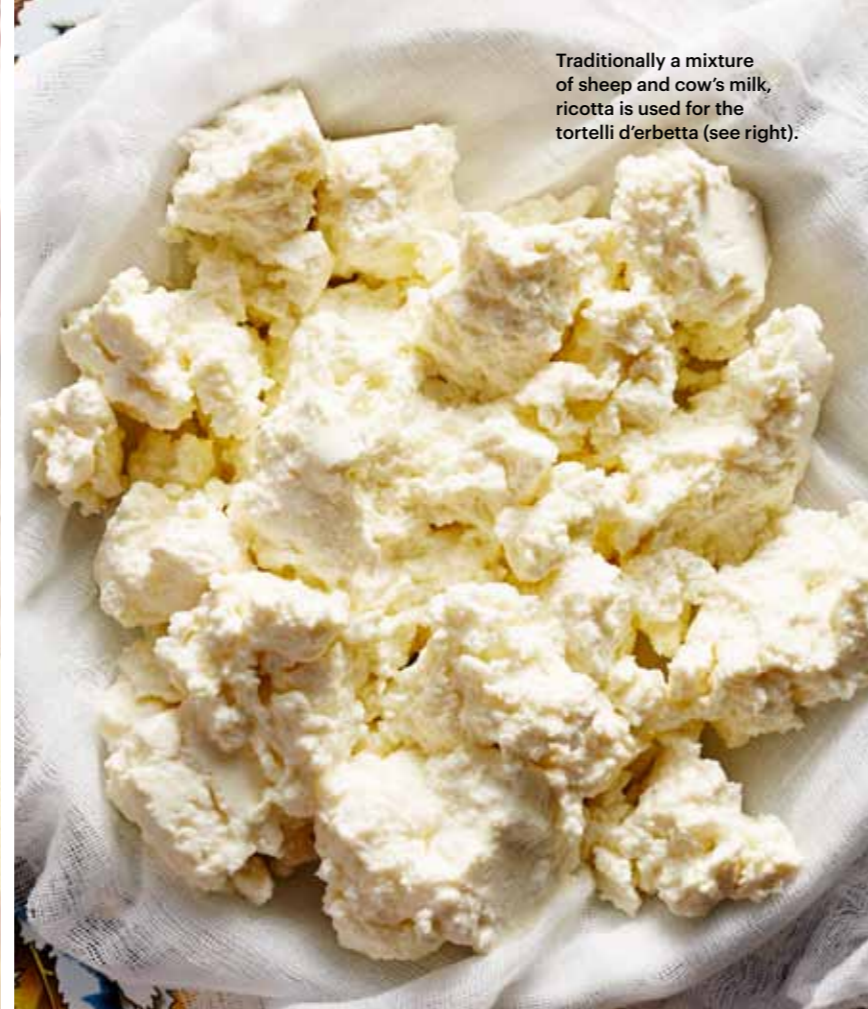 Traditionally a mixture
of sheep and cow’s milk,
ricotta is used for the
tortelli d’erbetta (see right).